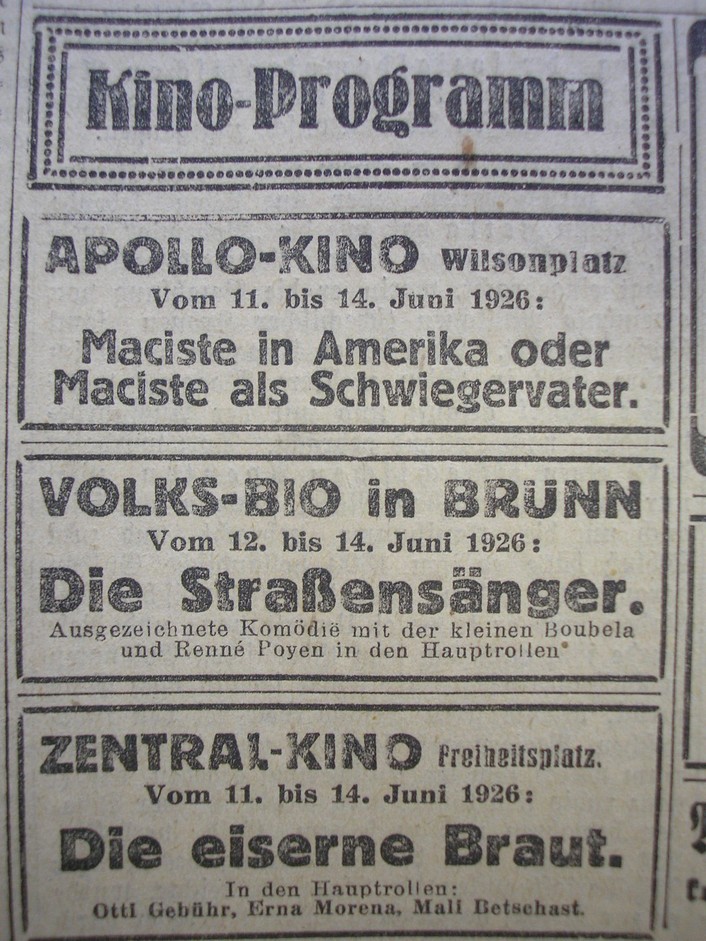 Kino-Programm
APOLLO-KINO Wilsonplatz
Vom 11. bis 14. Juni 1926:
Maciste in Amerika oder
Maciste als Schwiegervater.
VOLKS-BIO in BRÜNN
Vom 12. bis 14. Juni 1926:
Die Straßensänger.
Ausgezeichnete Komödie mit der kleinen Boubela
und Renné Poyen in den Hauptrollen
ZENTRAL-KINO Freiheitsplatz.
Vom 11. bis 14. Juni 1926:
Die eiserne Braut.
In den Hauptrollen:
Otti Gebühr, Erna Morena, Mali Betschast.